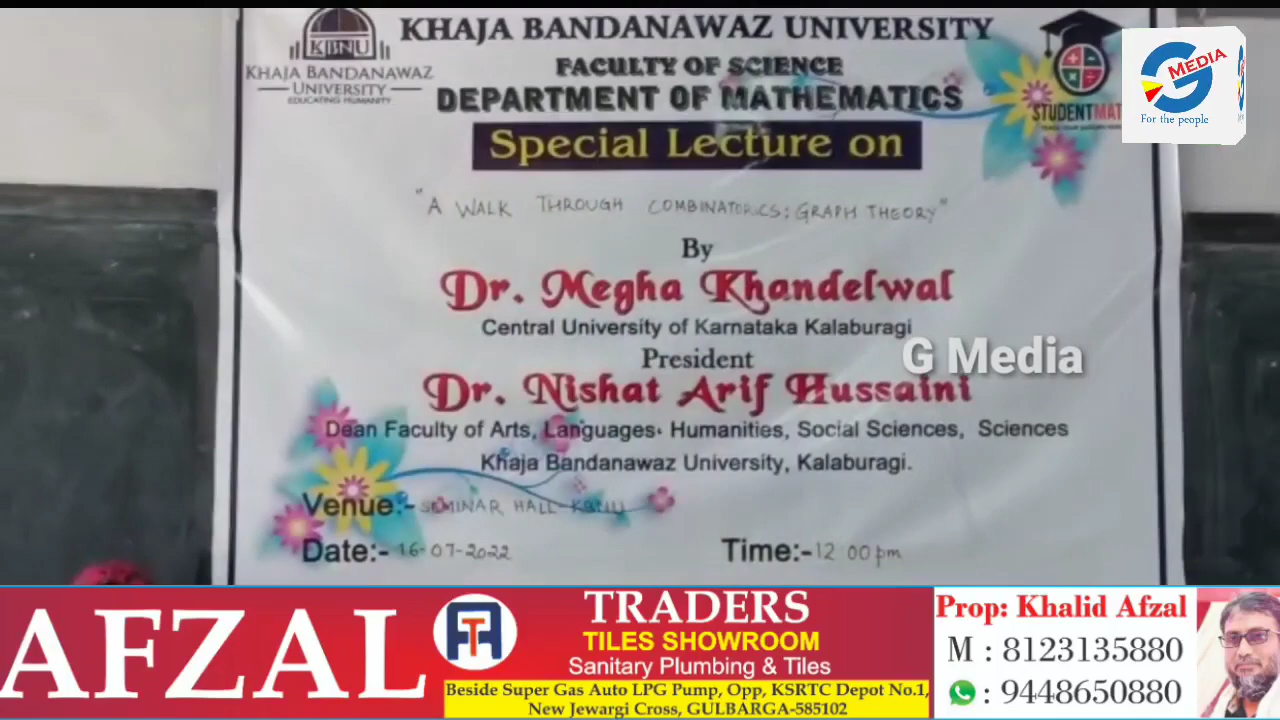 KHAJA BANDANAWAZ UNIVERSITY
KBNU
KHAJA BANDANAWAZ
UNIVERSITY
EDUCATING HUMANITY
FACULTY OF SCIENCE
DEPARTMENT OF MATHEMATICS
STUDENTMAT
G MEDIA
For the people
Special Lecture on
"A WALK THROUGH COMBINATORICS: GRAPH THEORY"
By
Dr. Megha Khandelwal
Central University of Karnataka Kalaburagi
G Media
President
Dr. Nishat Arif Hussaini
Dean Faculty of Arts, Languages. Humanities, Social Sciences, Sciences
Khaja Bandanawaz University, Kalaburagi.
Venue:- SEMINAR HALL KBNU
Date:- 16-07-2022 Time:- 12 00 pm
AFZAL
TRADERS
TILES SHOWROOM
Sanitary Plumbing & Tiles
Beside Super Gas Auto LPG Pump, Opp, KSRTC Depot No.1,
New Jewargi Cross, GULBARGA-585102
Prop: Khalid Afzal
M : 8123135880
: 9448650880